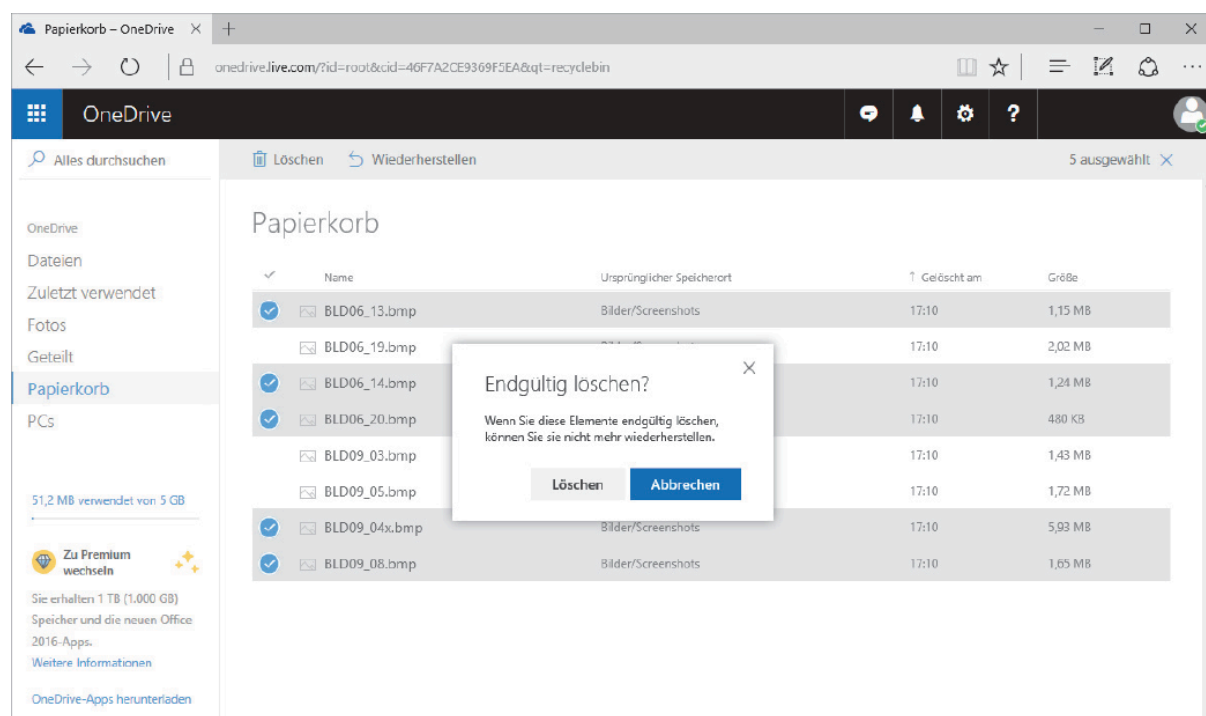 Papierkorb – OneDrive
onedrive.live.com/?id=root&cid=46F7A2CE9369F5EA&qt=recyclebin
OneDrive
?
Alles durchsuchen
Löschen Wiederherstellen 5 ausgewählt
OneDrive
Dateien
Zuletzt verwendet
Fotos
Geteilt
Papierkorb
PCs
51,2 MB verwendet von 5 GB
Zu Premium
wechseln
Sie erhalten 1 TB (1.000 GB)
Speicher und die neuen Office
2016-Apps.
Weitere Informationen
OneDrive-Apps herunterladen
Papierkorb
Name Ursprünglicher Speicherort ↑ Gelöscht am Größe
BLD06_13.bmp Bilder/Screenshots 17:10 1,15 MB
BLD06_19.bmp 17:10 2,02 MB
BLD06_14.bmp 17:10 1,24 MB
BLD06_20.bmp 17:10 480 KB
BLD09_03.bmp 17:10 1,43 MB
BLD09_05.bmp 17:10 1,72 MB
BLD09_04x.bmp Bilder/Screenshots 17:10 5,93 MB
BLD09_08.bmp Bilder/Screenshots 17:10 1,65 MB
Endgültig löschen?
Wenn Sie diese Elemente endgültig löschen,
können Sie sie nicht mehr wiederherstellen.
Löschen Abbrechen